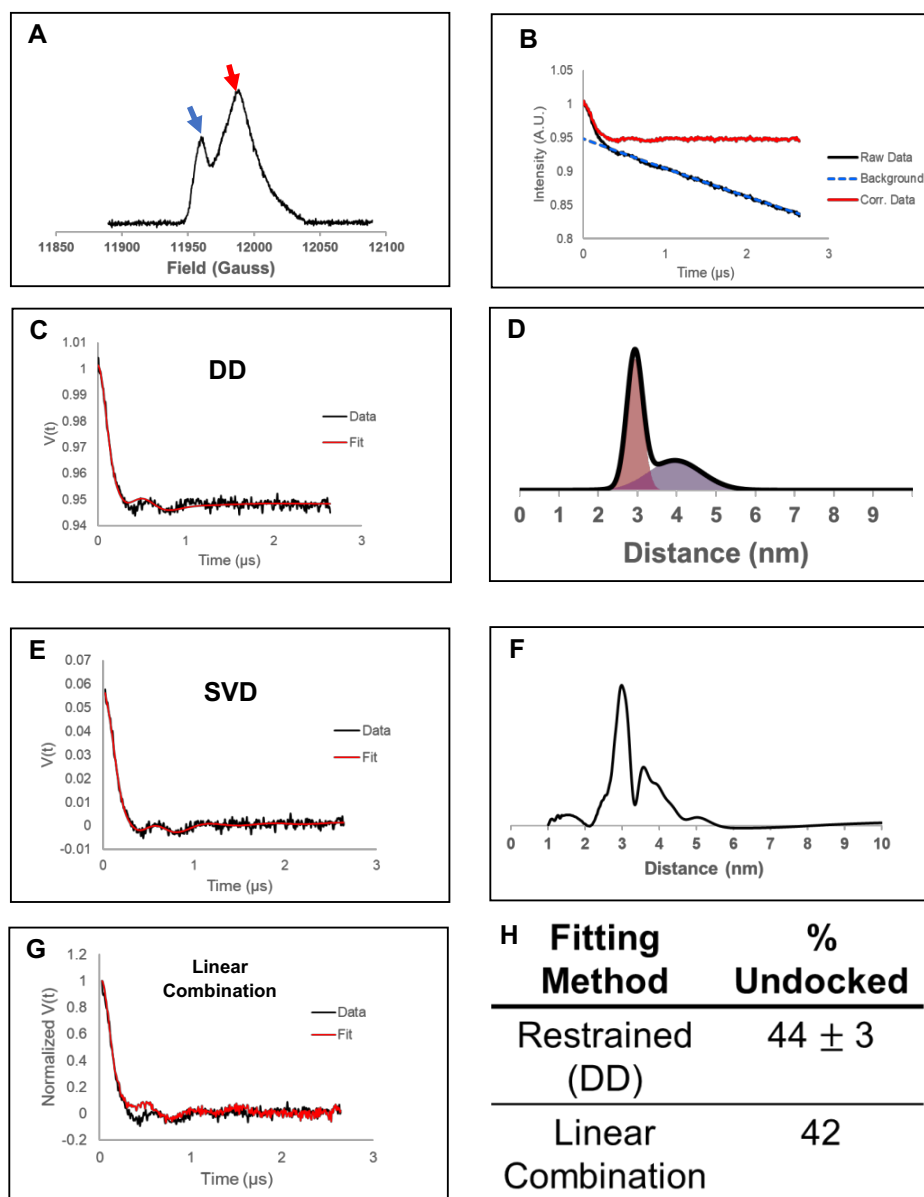 A
11850 11900 11950 12000 12050 12100
Field (Gauss)
B
1.05
1
0.95
0.9
0.85
0.8
Intensity (A.U.)
0 1 2 3
Time (µs)
Raw Data
Background
Corr. Data
C
DD
1.01
1
0.99
0.98
0.97
0.96
0.95
0.94
V(t)
0 1 2 3
Time (µs)
Data
Fit
D
0 1 2 3 4 5 6 7 8 9
Distance (nm)
E
SVD
0.07
0.06
0.05
0.04
0.03
0.02
0.01
0
-0.01
V(t)
0 1 2 3
Time (µs)
Data
Fit
F
0 1 2 3 4 5 6 7 8 9 10
Distance (nm)
G
Linear
Combination
1.2
1
0.8
0.6
0.4
0.2
0
-0.2
Normalized V(t)
0 1 2 3
Time (µs)
Data
Fit
H
Fitting %
Method Undocked
Restrained 44 ± 3
(DD)
Linear 42
Combination